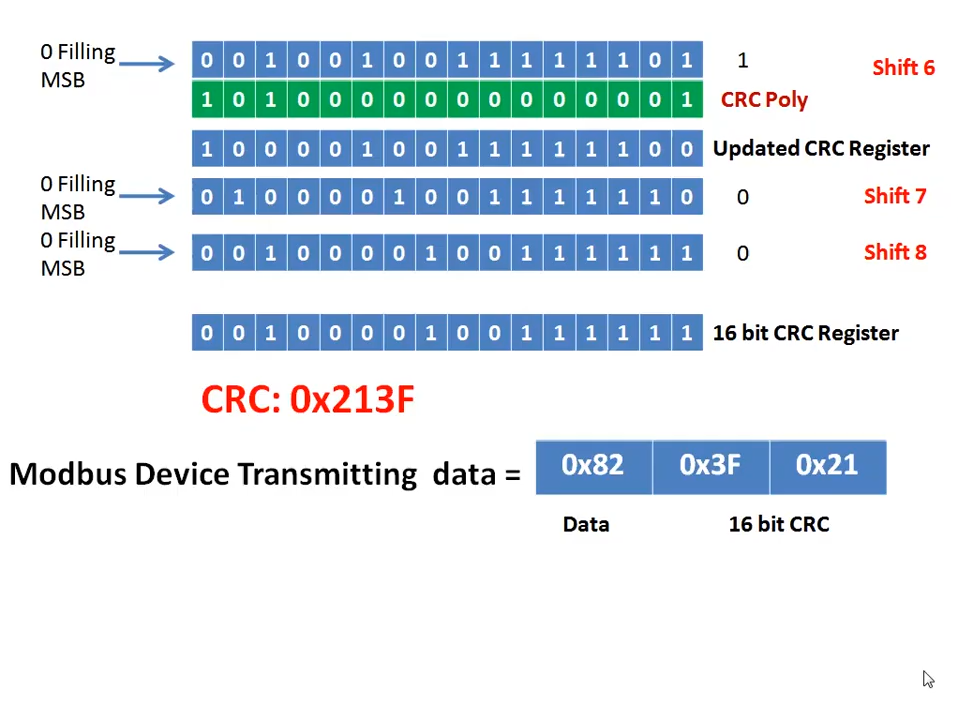 0 Filling MSB 0 0 1 0 0 1 0 0 1 1 1 1 1 1 0 1 1 Shift 6
1 0 1 0 0 0 0 0 0 0 0 0 0 0 0 1 CRC Poly
1 0 0 0 0 1 0 0 1 1 1 1 1 1 0 0 Updated CRC Register
0 Filling MSB 0 1 0 0 0 0 1 0 0 1 1 1 1 1 1 0 0 Shift 7
0 Filling MSB 0 0 1 0 0 0 0 1 0 0 1 1 1 1 1 1 0 Shift 8
0 0 1 0 0 0 0 1 0 0 1 1 1 1 1 1 16 bit CRC Register
CRC: 0x213F
Modbus Device Transmitting data = 0x82 0x3F 0x21
Data 16 bit CRC